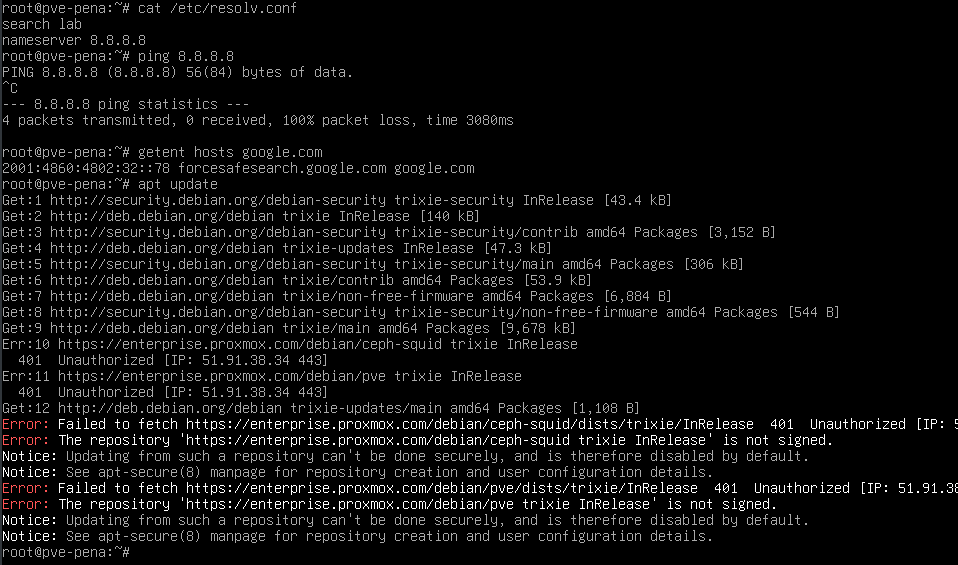 root@pve-pena:~# cat /etc/resolv.conf
search lab
nameserver 8.8.8.8
root@pve-pena:~# ping 8.8.8.8
PING 8.8.8.8 (8.8.8.8) 56(84) bytes of data.
^C
--- 8.8.8.8 ping statistics ---
4 packets transmitted, 0 received, 100% packet loss, time 3080ms
root@pve-pena:~# getent hosts google.com
2001:4860:4802:32::78 forcesafesearch.google.com google.com
root@pve-pena:~# apt update
Get:1 http://security.debian.org/debian-security trixie-security InRelease [43.4 kB]
Get:2 http://deb.debian.org/debian trixie InRelease [140 kB]
Get:3 http://security.debian.org/debian-security trixie-security/contrib amd64 Packages [3,152 B]
Get:4 http://deb.debian.org/debian trixie-updates InRelease [47.3 kB]
Get:5 http://security.debian.org/debian-security trixie-security/main amd64 Packages [306 kB]
Get:6 http://deb.debian.org/debian trixie/contrib amd64 Packages [53.9 kB]
Get:7 http://deb.debian.org/debian trixie/non-free-firmware amd64 Packages [6,884 B]
Get:8 http://security.debian.org/debian-security trixie-security/non-free-firmware amd64 Packages [544 B]
Get:9 http://deb.debian.org/debian trixie/main amd64 Packages [9,678 kB]
Err:10 https://enterprise.proxmox.com/debian/ceph-squid trixie InRelease
  401  Unauthorized [IP: 51.91.38.34 443]
Err:11 https://enterprise.proxmox.com/debian/pve trixie InRelease
  401  Unauthorized [IP: 51.91.38.34 443]
Get:12 http://deb.debian.org/debian trixie-updates/main amd64 Packages [1,108 B]
Error: Failed to fetch https://enterprise.proxmox.com/debian/ceph-squid/dists/trixie/InRelease  401  Unauthorized [IP: 5
Error: The repository 'https://enterprise.proxmox.com/debian/ceph-squid trixie InRelease' is not signed.
Notice: Updating from such a repository can't be done securely, and is therefore disabled by default.
Notice: See apt-secure(8) manpage for repository creation and user configuration details.
Error: Failed to fetch https://enterprise.proxmox.com/debian/pve/dists/trixie/InRelease  401  Unauthorized [IP: 51.91.38
Error: The repository 'https://enterprise.proxmox.com/debian/pve trixie InRelease' is not signed.
Notice: Updating from such a repository can't be done securely, and is therefore disabled by default.
Notice: See apt-secure(8) manpage for repository creation and user configuration details.
root@pve-pena:~#